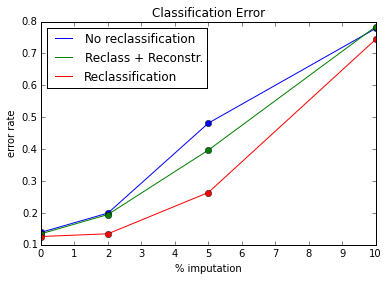 Classification Error
0.8
0.7
0.6
0.5
0.4
0.3
0.2
0.1
error rate
No reclassification
Reclass + Reconstr.
Reclassification
0 1 2 3 4 5 6 7 8 9 10
% imputation